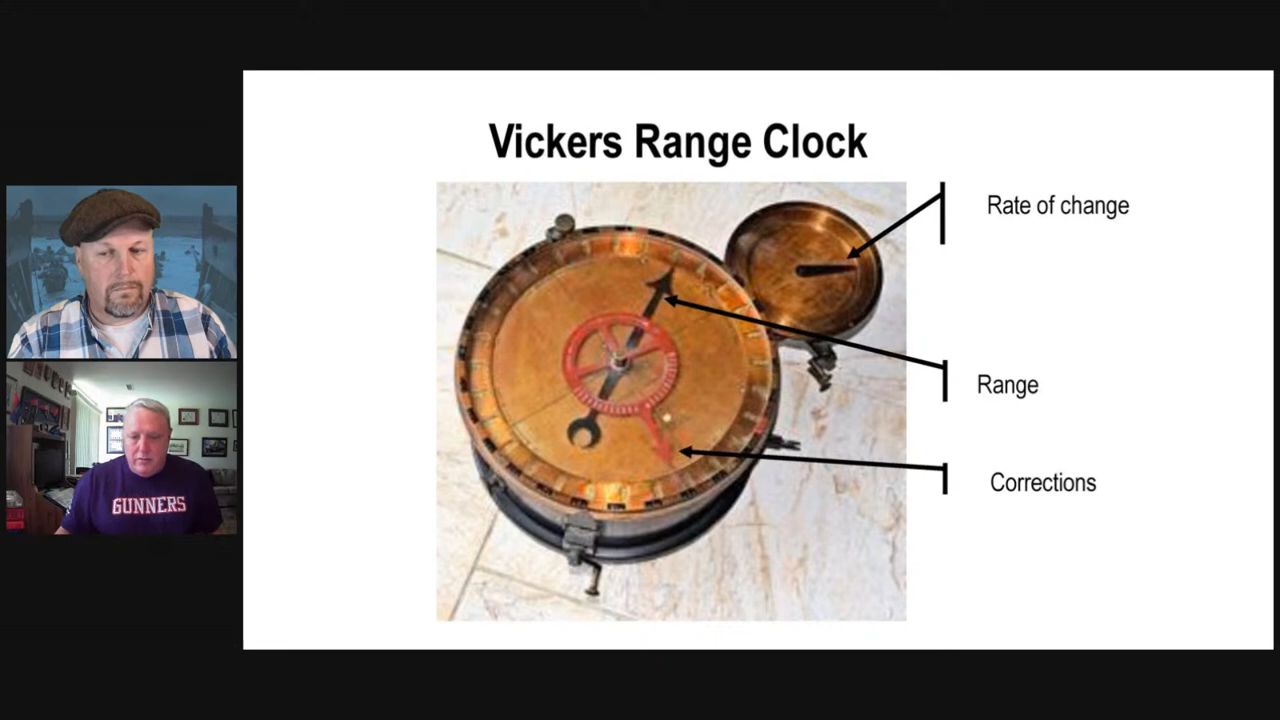 Vickers Range Clock
Rate of change
Range
Corrections
GUNNERS